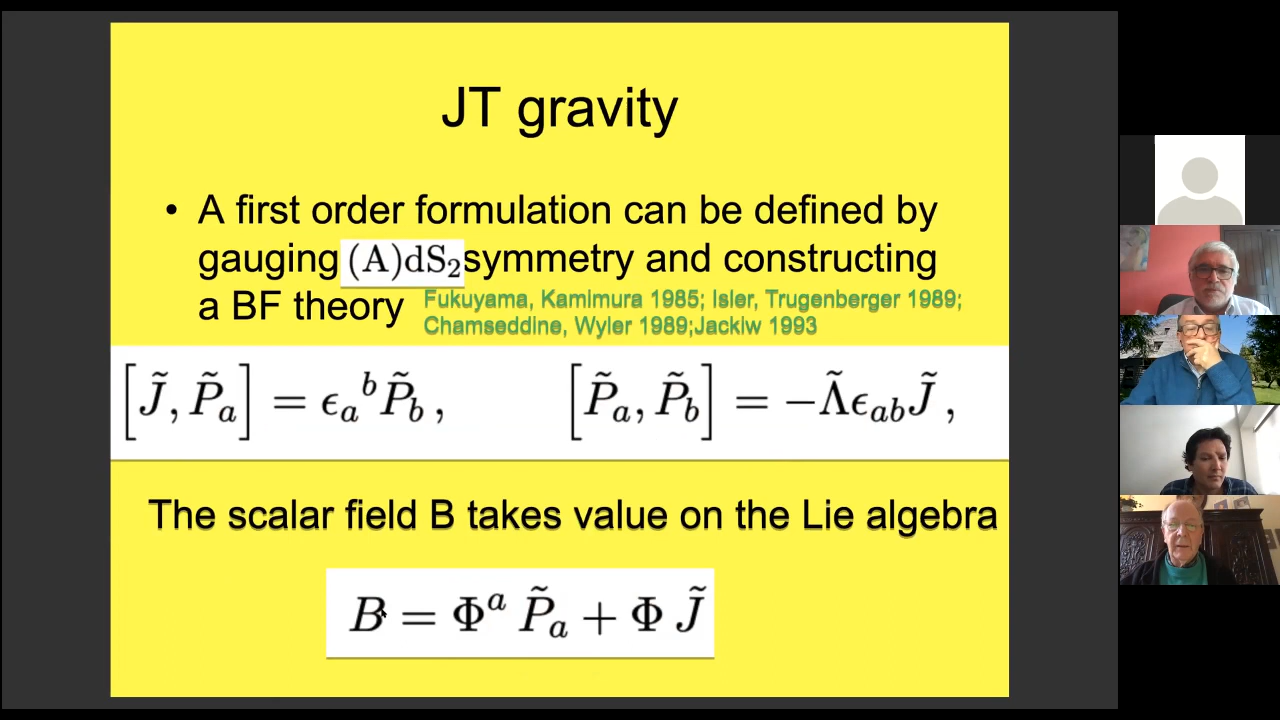 JT gravity
• A first order formulation can be defined by
gauging (A)dS₂ symmetry and constructing
a BF theory
Fukuyama, Kamimura 1985; Isler, Trugenberger 1989;
Chamseddine, Wyler 1989;Jackiw 1993
[J̃, P̃ₐ] = ϵₐᵇP̃_b , [P̃ₐ, P̃_b] = −Λ̃ϵ_{ab}J̃ ,
The scalar field B takes value on the Lie algebra
B = Φᵃ P̃ₐ + Φ J̃